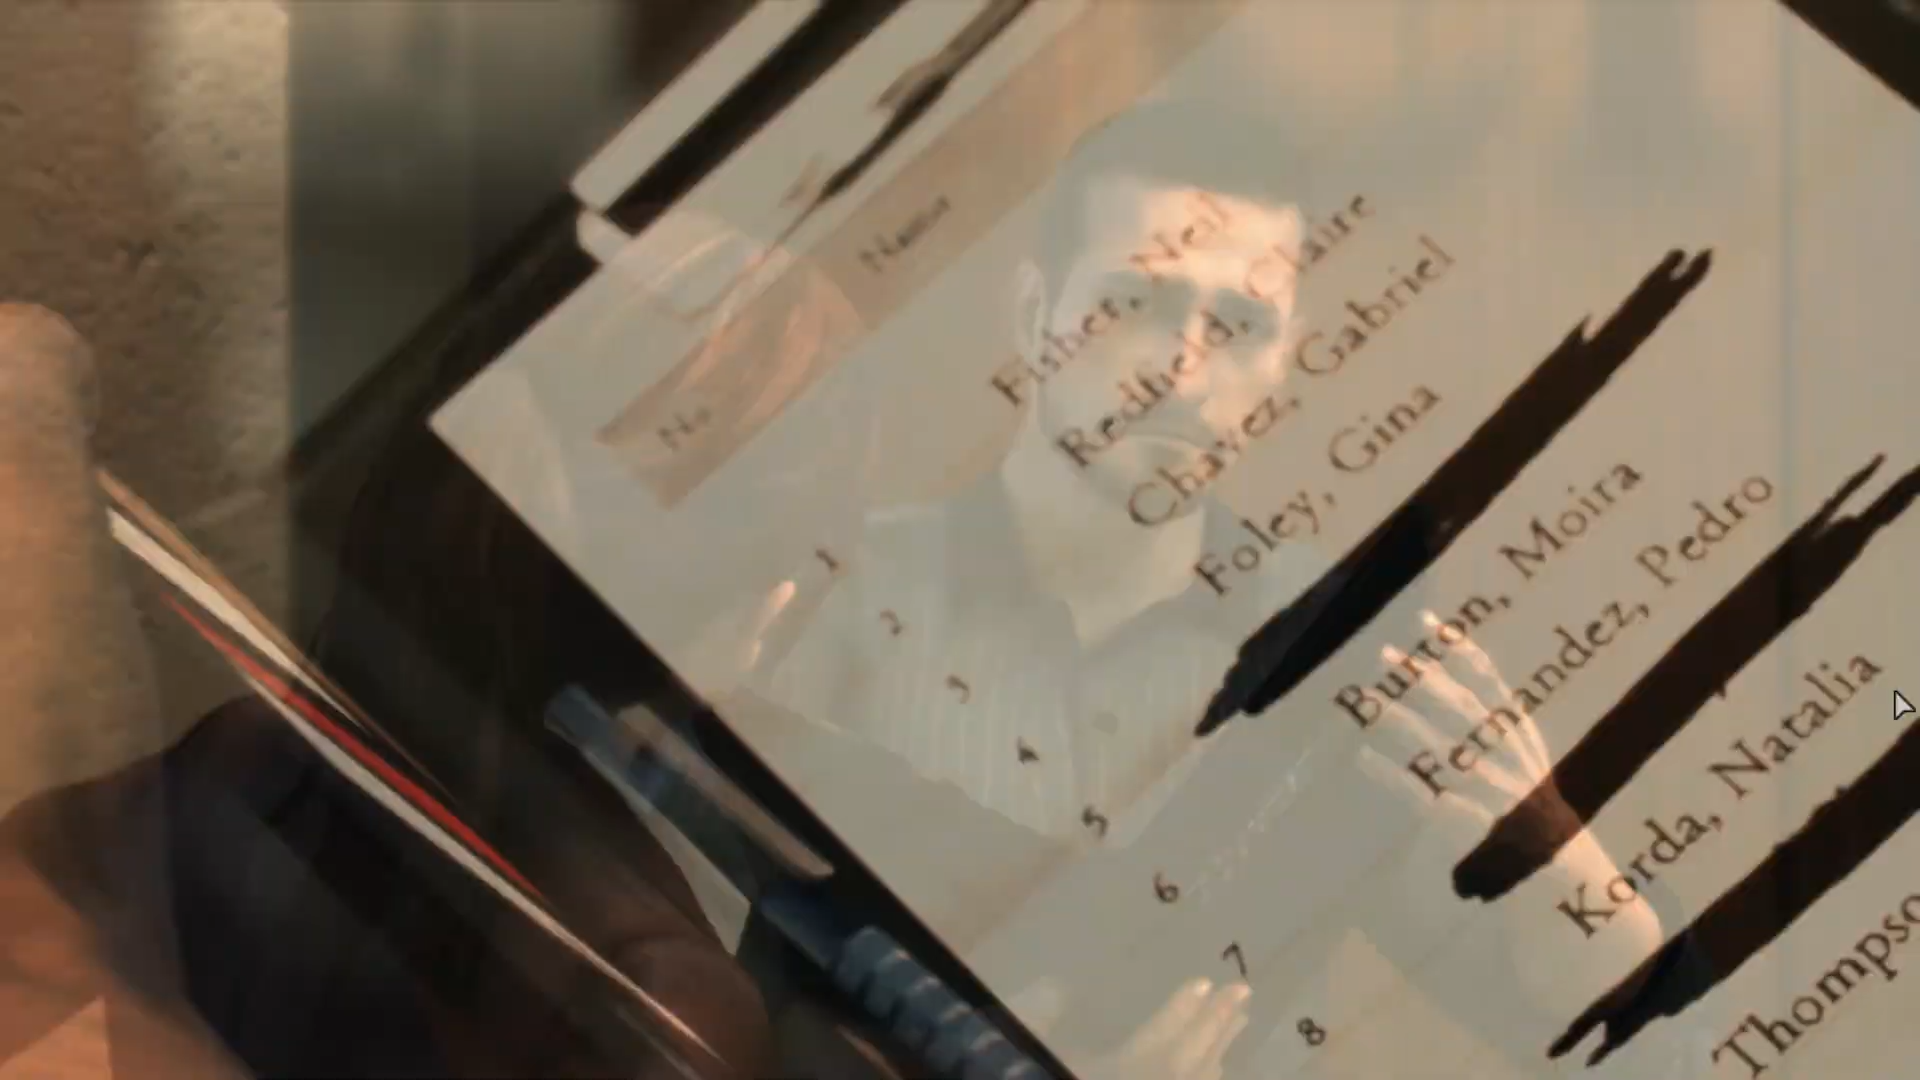 No Name
1 Fisher, Neil
2 Redfield, Claire
3 Chavez, Gabriel
4 Foley, Gina
5
6 Burton, Moira
7 Fernandez, Pedro
8
Korda, Natalia
Thompso